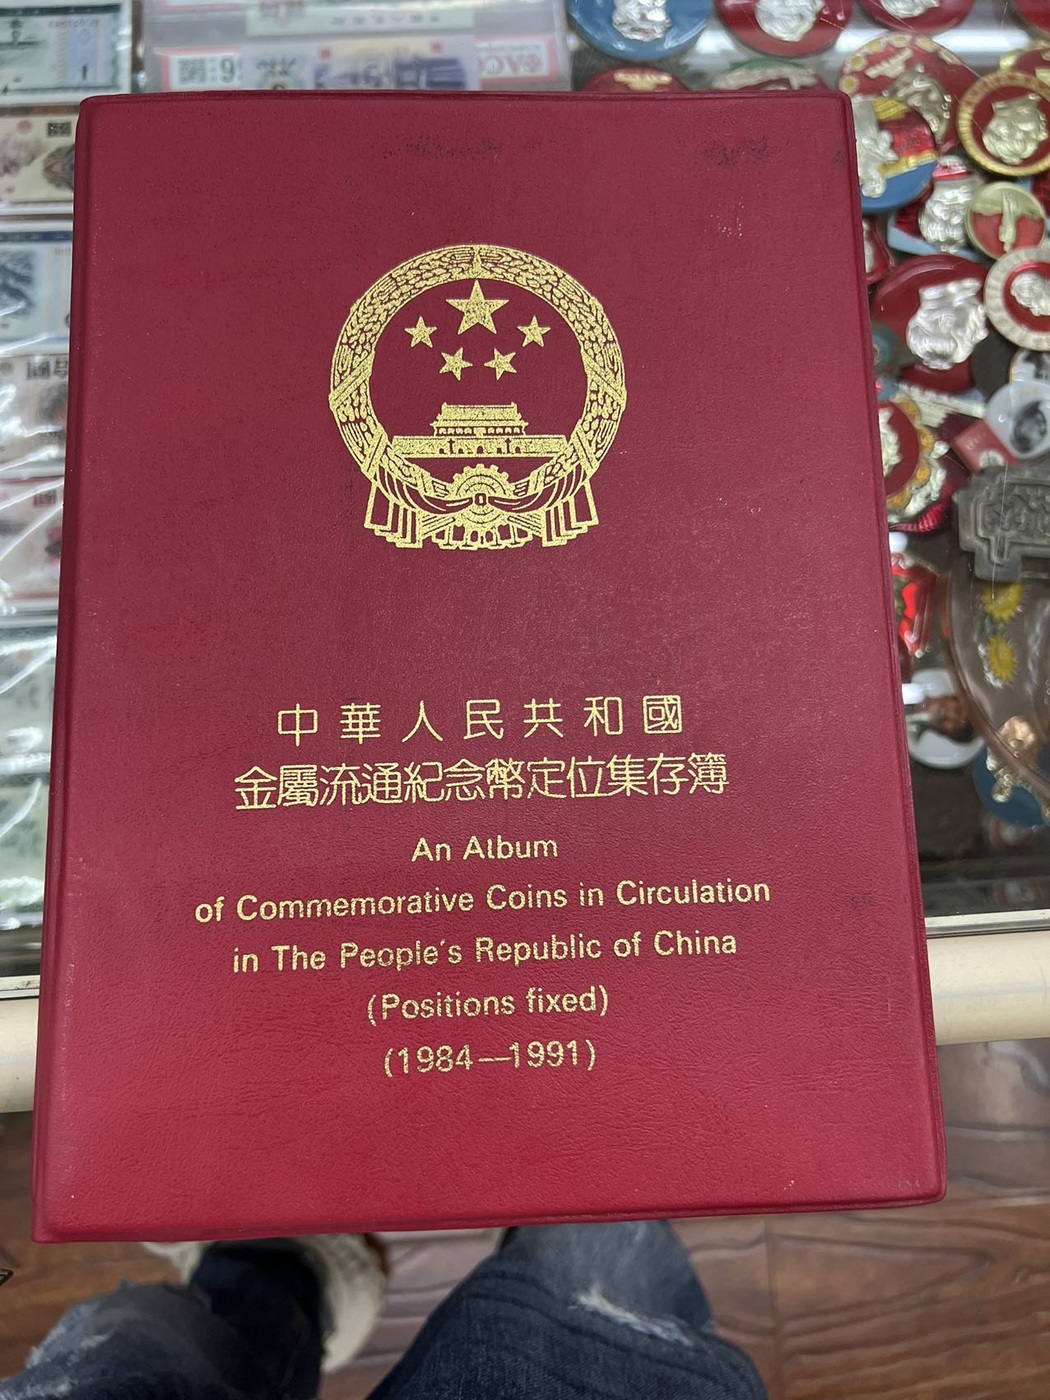 中華人民共和國
金屬流通紀念幣定位集存簿
An Album
of Commemorative Coins in Circulation
in The People's Republic of China
(Positions fixed)
(1984—1991)